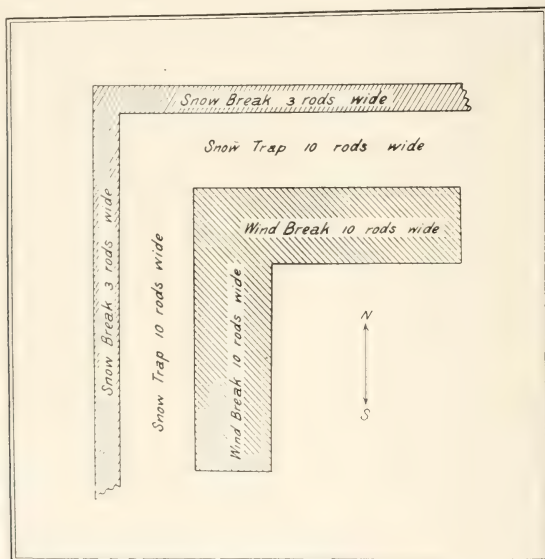 Snow Break 3 rods wide
Snow Trap 10 rods wide
Wind Break 10 rods wide
Snow Break 3 rods wide
Snow Trap 10 rods wide
Wind Break 10 rods wide
N
S